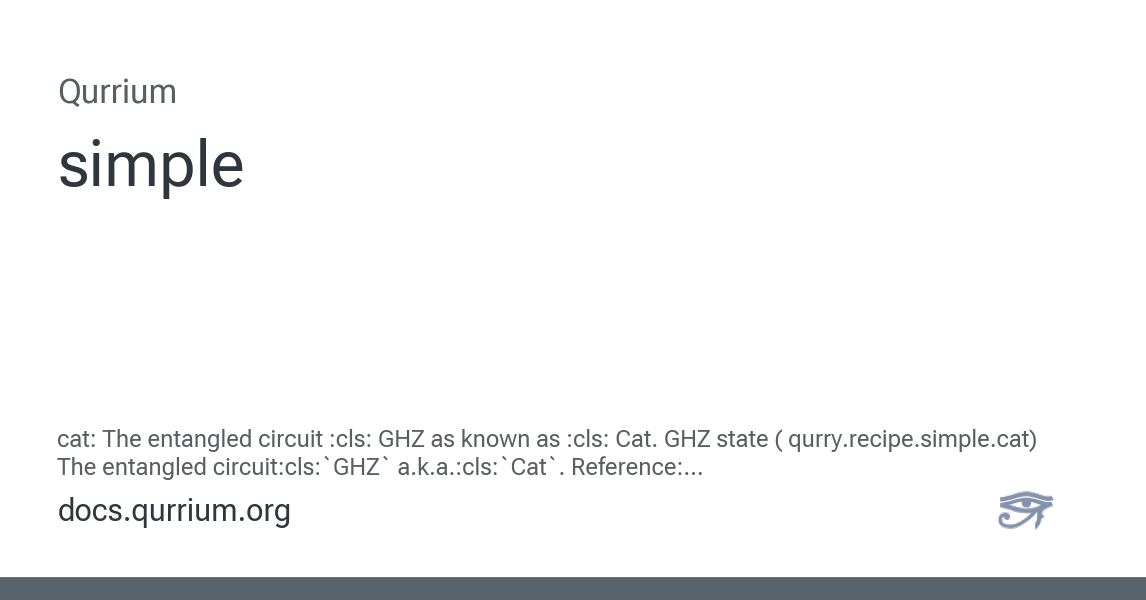 Qurrium
simple
cat: The entangled circuit :cls: GHZ as known as :cls: Cat. GHZ state ( qurry.recipe.simple.cat)
The entangled circuit:cls:`GHZ` a.k.a.:cls:`Cat`. Reference:...
docs.qurrium.org